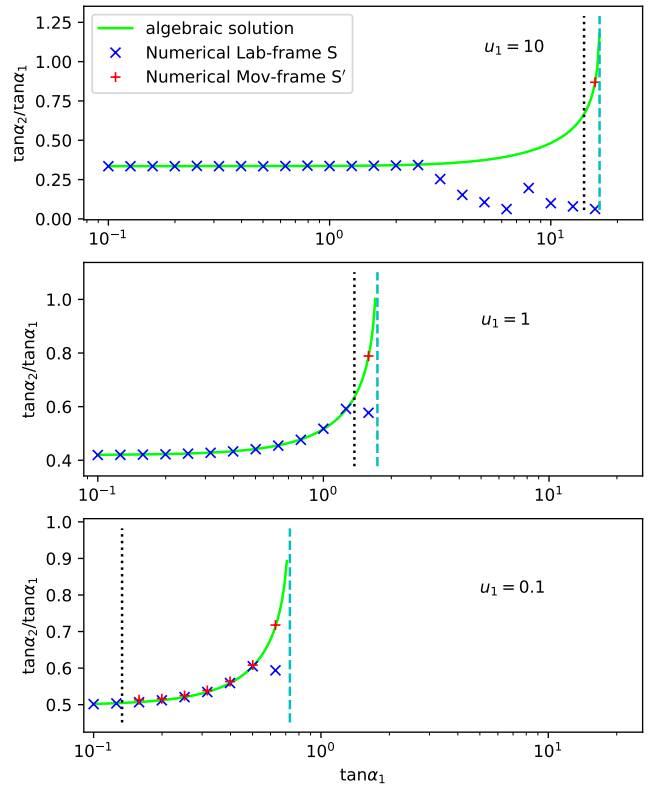 algebraic solution
Numerical Lab-frame S
Numerical Mov-frame S′
u₁ = 10
tanα₂/tanα₁
1.25
1.00
0.75
0.50
0.25
0.00
10⁻¹ 10⁰ 10¹
u₁ = 1
tanα₂/tanα₁
1.0
0.8
0.6
0.4
10⁻¹ 10⁰ 10¹
u₁ = 0.1
tanα₂/tanα₁
1.0
0.9
0.8
0.7
0.6
0.5
10⁻¹ 10⁰ 10¹
tanα₁